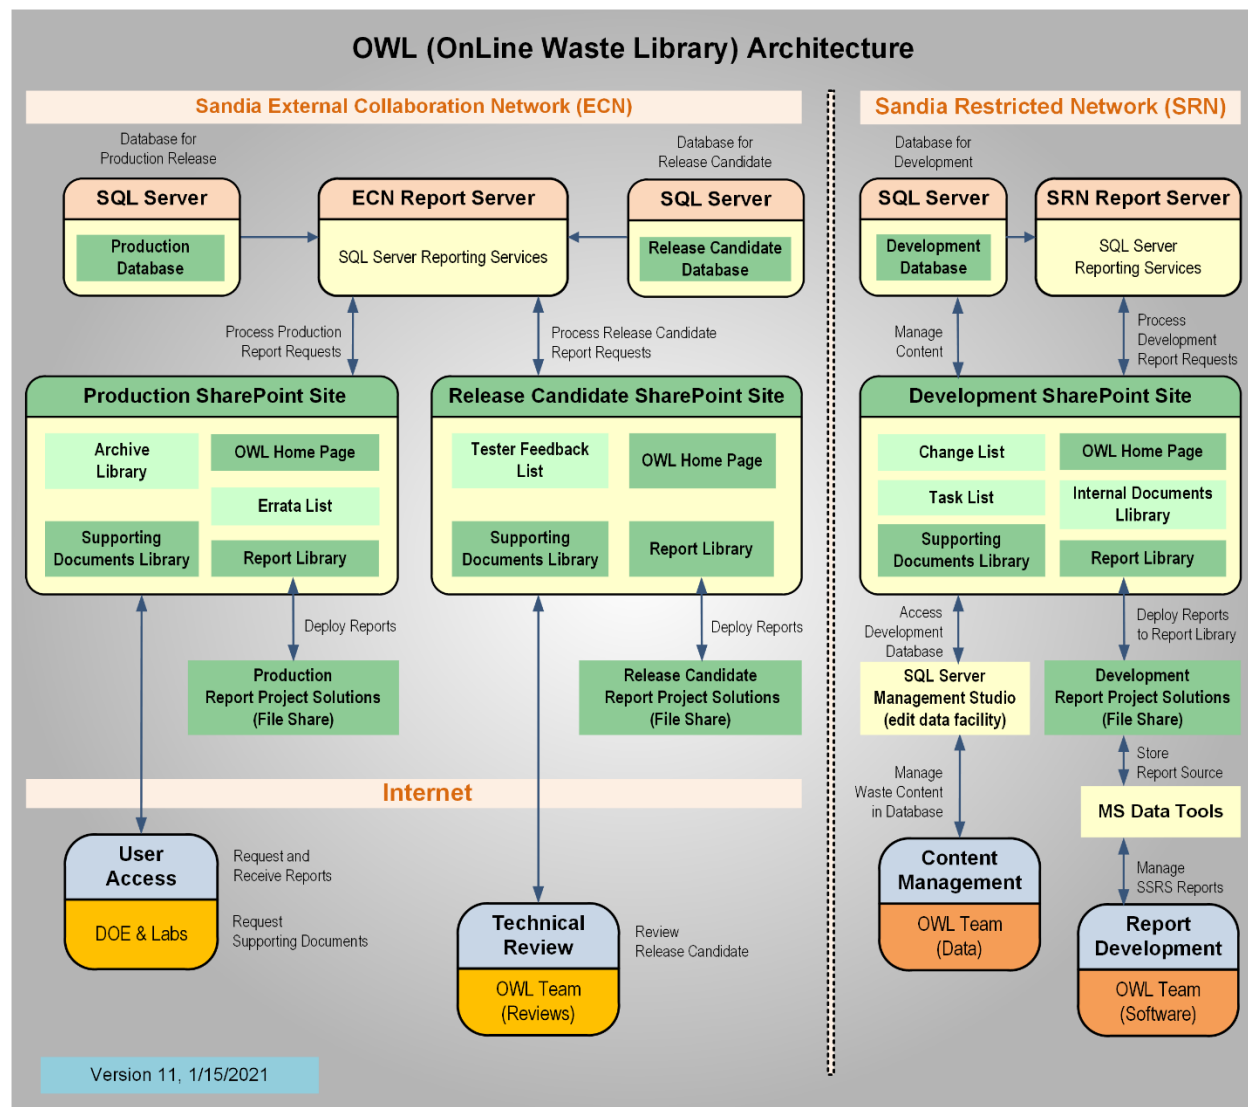 OWL (OnLine Waste Library) Architecture
Sandia External Collaboration Network (ECN)
Database for
Production Release
Database for
Release Candidate
SQL Server
Production
Database
ECN Report Server
SQL Server Reporting Services
SQL Server
Release Candidate
Database
Process Production
Report Requests
Process Release Candidate
Report Requests
Production SharePoint Site
Archive
Library
OWL Home Page
Errata List
Supporting
Documents Library
Report Library
Release Candidate SharePoint Site
Tester Feedback
List
OWL Home Page
Supporting
Documents Library
Report Library
Deploy Reports
Deploy Reports
Production
Report Project Solutions
(File Share)
Release Candidate
Report Project Solutions
(File Share)
Internet
User
Access
DOE & Labs
Request and
Receive Reports
Request
Supporting Documents
Technical
Review
OWL Team
(Reviews)
Review
Release Candidate
Version 11, 1/15/2021
Sandia Restricted Network (SRN)
Database for
Development
SQL Server
Development
Database
SRN Report Server
SQL Server
Reporting Services
Manage
Content
Process
Development
Report Requests
Development SharePoint Site
Change List
OWL Home Page
Task List
Internal Documents
Llibrary
Supporting
Documents Library
Report Library
Access
Development
Database
Deploy Reports
to Report Library
SQL Server
Management Studio
(edit data facility)
Development
Report Project Solutions
(File Share)
Manage
Waste Content
in Database
Store
Report Source
MS Data Tools
Content
Management
OWL Team
(Data)
Manage
SSRS Reports
Report
Development
OWL Team
(Software)